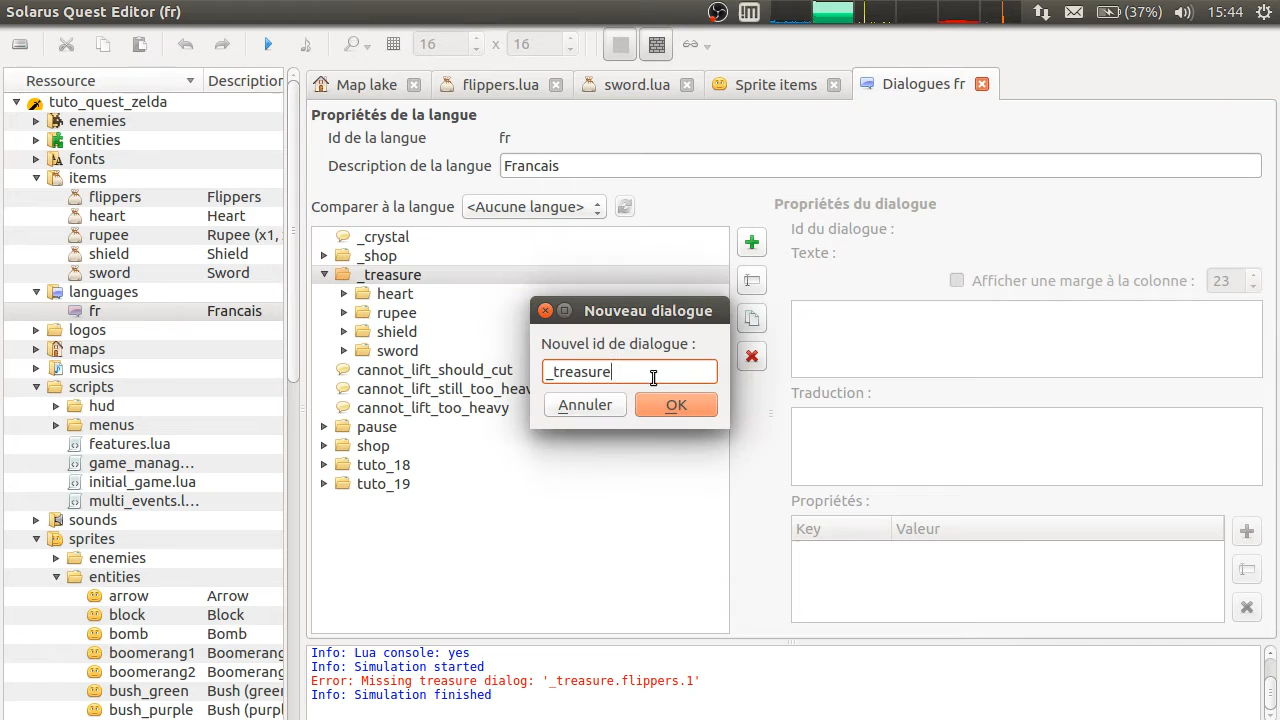 Solarus Quest Editor (fr)
(37%)
15:44
16 x 16
Ressource
Description
tuto_quest_zelda
enemies
entities
fonts
items
flippers Flippers
heart Heart
rupee Rupee (x1,
shield Shield
sword Sword
languages
fr Francais
logos
maps
musics
scripts
hud
menus
features.lua
game_manag...
initial_game.lua
multi_events.l...
sounds
sprites
enemies
entities
arrow Arrow
block Block
bomb Bomb
boomerang1 Boomerang
boomerang2 Boomerang
bush_green Bush (gree
bush_purple Bush (purp
Map lake
flippers.lua
sword.lua
Sprite items
Dialogues fr
Propriétés de la langue
Id de la langue fr
Description de la langue Francais
Comparer à la langue <Aucune langue>
_crystal
_shop
_treasure
heart
rupee
shield
sword
cannot_lift_should_cut
cannot_lift_still_too_heav
cannot_lift_too_heavy
pause
shop
tuto_18
tuto_19
Nouveau dialogue
Nouvel id de dialogue :
_treasure
Annuler
OK
Propriétés du dialogue
Id du dialogue :
Texte :
Afficher une marge à la colonne : 23
Traduction :
Propriétés :
Key Valeur
Info: Lua console: yes
Info: Simulation started
Error: Missing treasure dialog: '_treasure.flippers.1'
Info: Simulation finished